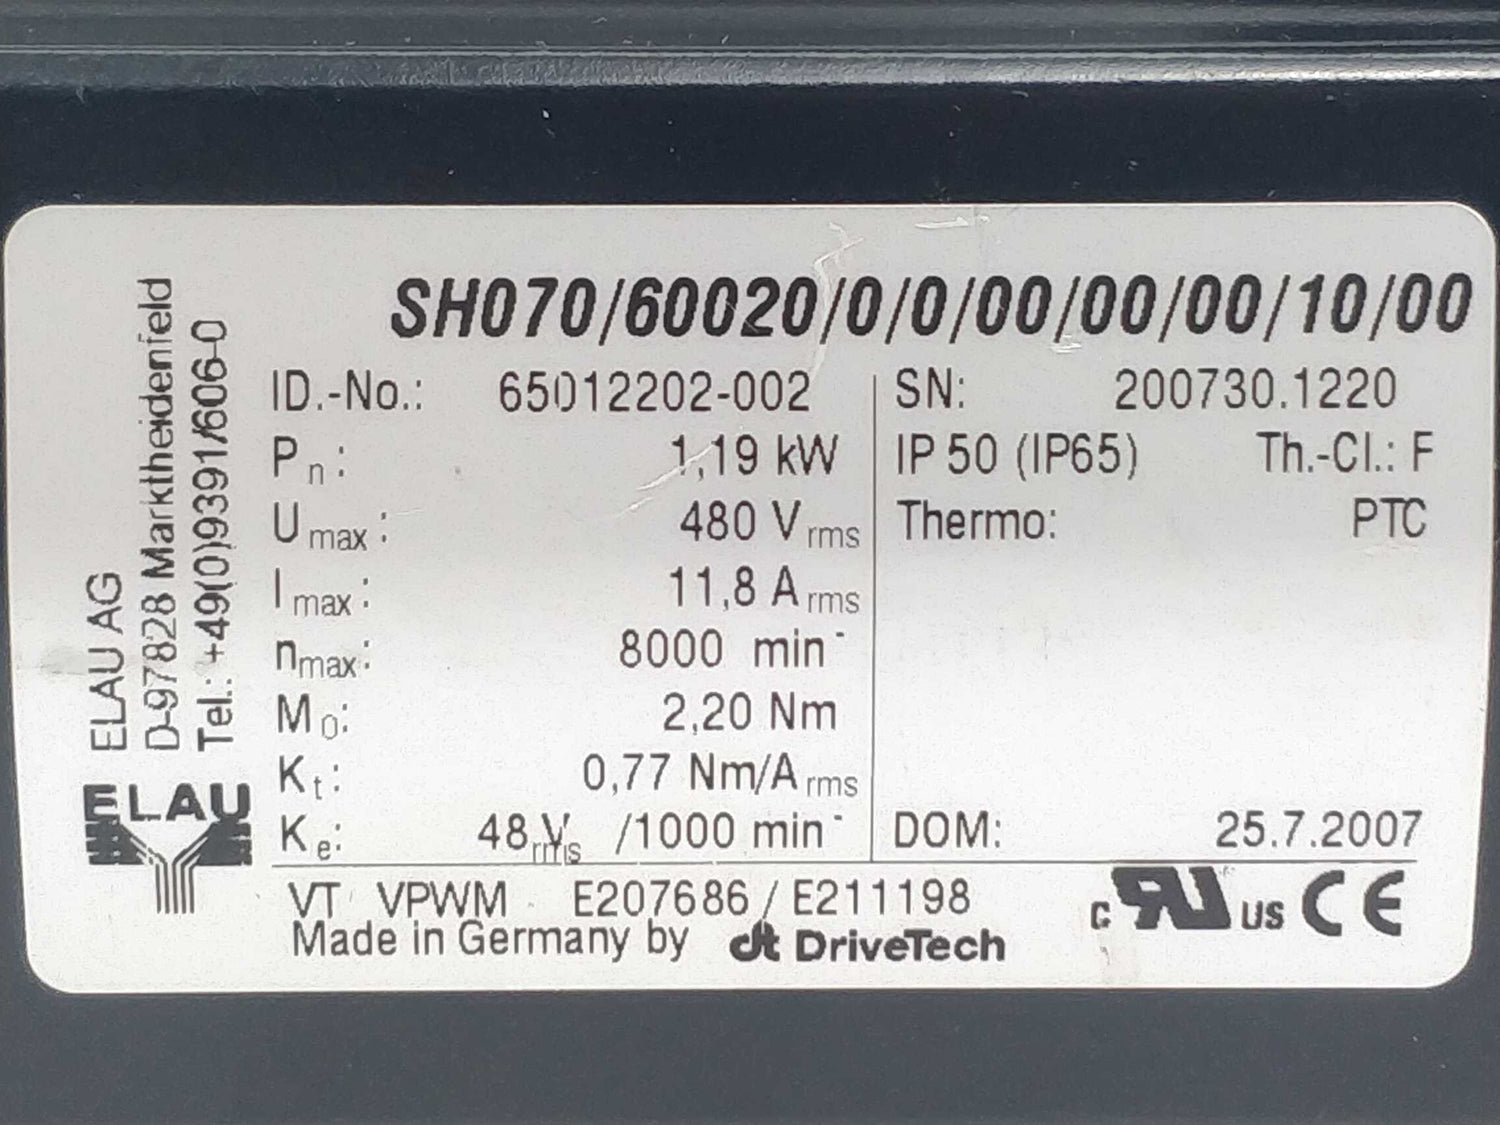 SH070/60020/0/0/00/00/00/10/00
ID.-No.: 65012202-002
SN: 200730.1220
Pn: 1,19 kW
IP 50 (IP65) Th.-Cl.: F
Umax: 480 Vrms
Thermo: PTC
Imax: 11,8 Arms
nmax: 8000 min-
M0: 2,20 Nm
Kt: 0,77 Nm/Arms
Ke: 48 Vrms /1000 min-
DOM: 25.7.2007
VT VPWM E207686 / E211198
Made in Germany by dt DriveTech
c RU US CE
ELAU AG
D-97828 Marktheidenfeld
Tel.: +49(0)9391/606-0
ELAU